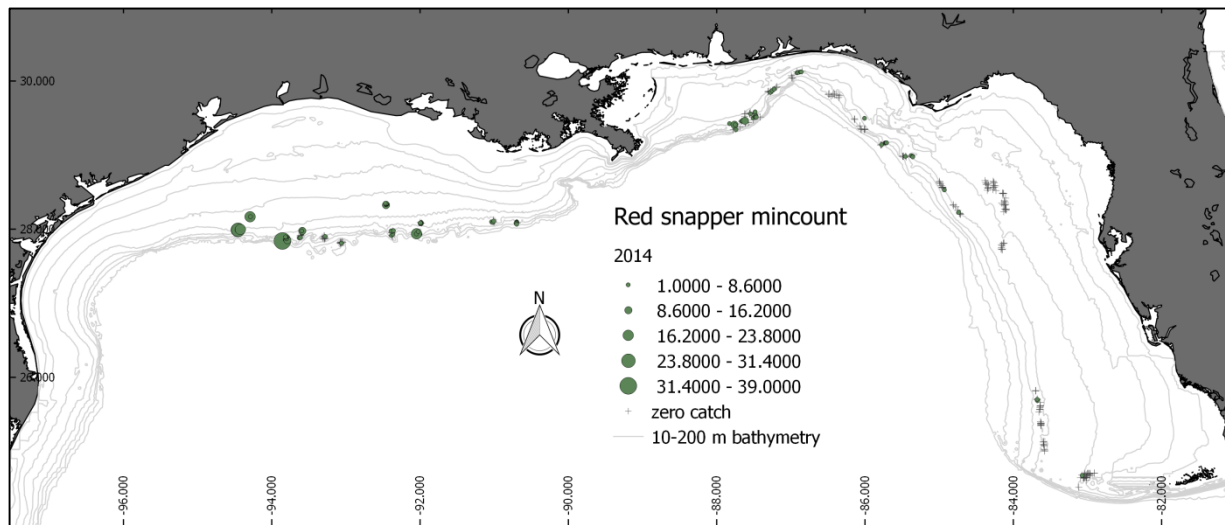 30.000
28.000
26.000
N
Red snapper mincount
2014
1.0000 - 8.6000
8.6000 - 16.2000
16.2000 - 23.8000
23.8000 - 31.4000
31.4000 - 39.0000
zero catch
10-200 m bathymetry
-96.000
-94.000
-92.000
-90.000
-88.000
-86.000
-84.000
-82.000